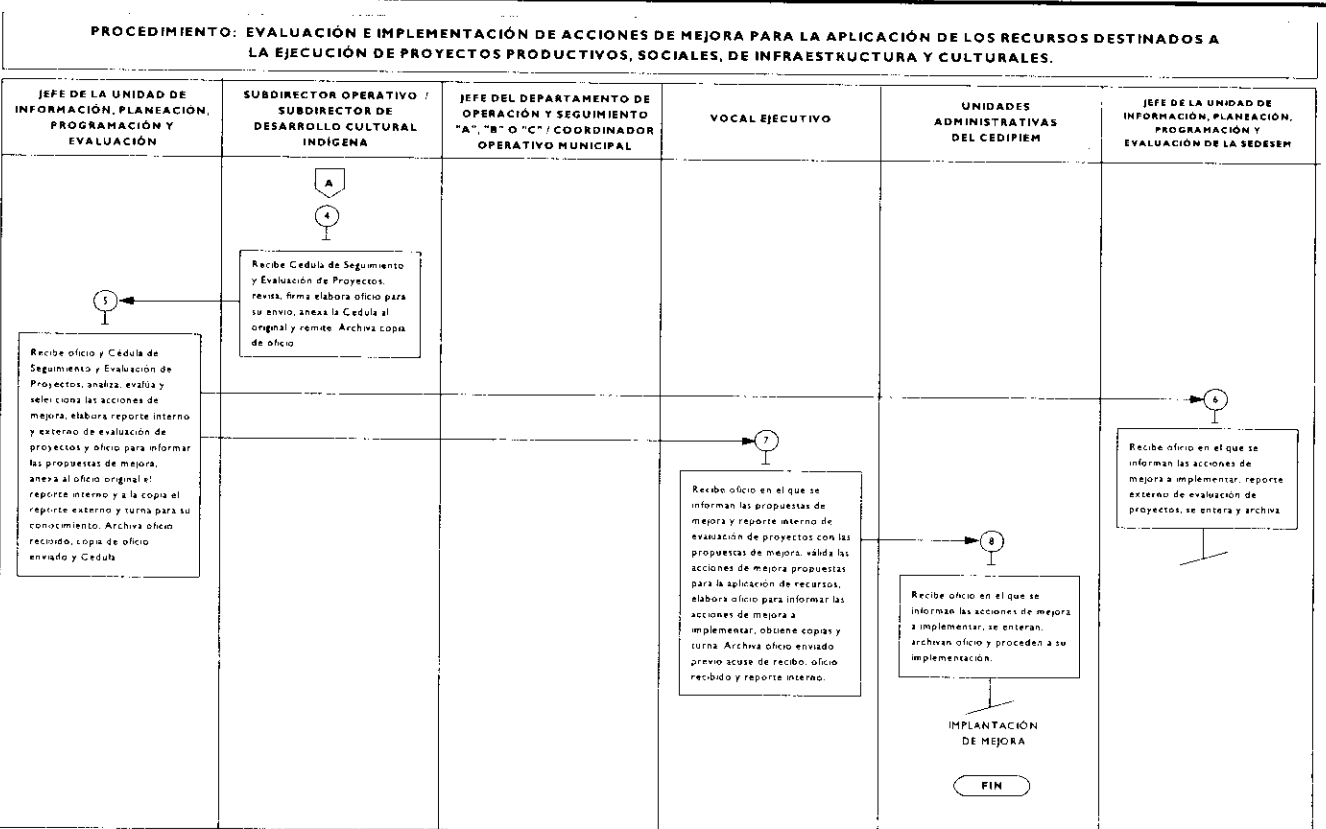 PROCEDIMIENTO: EVALUACIÓN E IMPLEMENTACIÓN DE ACCIONES DE MEJORA PARA LA APLICACIÓN DE LOS RECURSOS DESTINADOS A
LA EJECUCIÓN DE PROYECTOS PRODUCTIVOS, SOCIALES, DE INFRAESTRUCTURA Y CULTURALES.
JEFE DE LA UNIDAD DE
INFORMACIÓN, PLANEACIÓN,
PROGRAMACIÓN Y
EVALUACIÓN
SUBDIRECTOR OPERATIVO /
SUBDIRECTOR DE
DESARROLLO CULTURAL
INDÍGENA
JEFE DEL DEPARTAMENTO DE
OPERACIÓN Y SEGUIMIENTO
"A", "B" O "C" / COORDINADOR
OPERATIVO MUNICIPAL
VOCAL EJECUTIVO
UNIDADES
ADMINISTRATIVAS
DEL CEDIPIEM
JEFE DE LA UNIDAD DE
INFORMACIÓN, PLANEACIÓN,
PROGRAMACIÓN Y
EVALUACIÓN DE LA SEDESEM
A
4
Recibe Cedula de Seguimiento
y Evaluación de Proyectos,
revisa, firma elabora oficio para
su envio, anexa la Cedula al
original y remite. Archiva copia
de oficio
5
Recibe oficio y Cédula de
Seguimiento y Evaluación de
Proyectos, analiza, evalúa y
selecciona las acciones de
mejora, elabora reporte interno
y externo de evaluación de
proyectos y oficio para informar
las propuestas de mejora,
anexa al oficio original el
reporte interno y a la copia el
reporte externo y turna para su
conocimiento. Archiva oficio
recibido, copia de oficio
enviado y Cedula
6
Recibe oficio en el que se
informan las acciones de
mejora a implementar, reporte
externo de evaluación de
proyectos, se entera y archiva
7
Recibe oficio en el que se
informan las propuestas de
mejora y reporte interno de
evaluación de proyectos con las
propuestas de mejora, válida las
acciones de mejora propuestas
para la aplicación de recursos,
elabora oficio para informar las
acciones de mejora a
implementar, obtiene copias y
turna. Archiva oficio enviado
previo acuse de recibo, oficio
recibido y reporte interno.
8
Recibe oficio en el que se
informan las acciones de mejora
a implementar, se enteran,
archivan oficio y proceden a su
implementación.
IMPLANTACIÓN
DE MEJORA
FIN